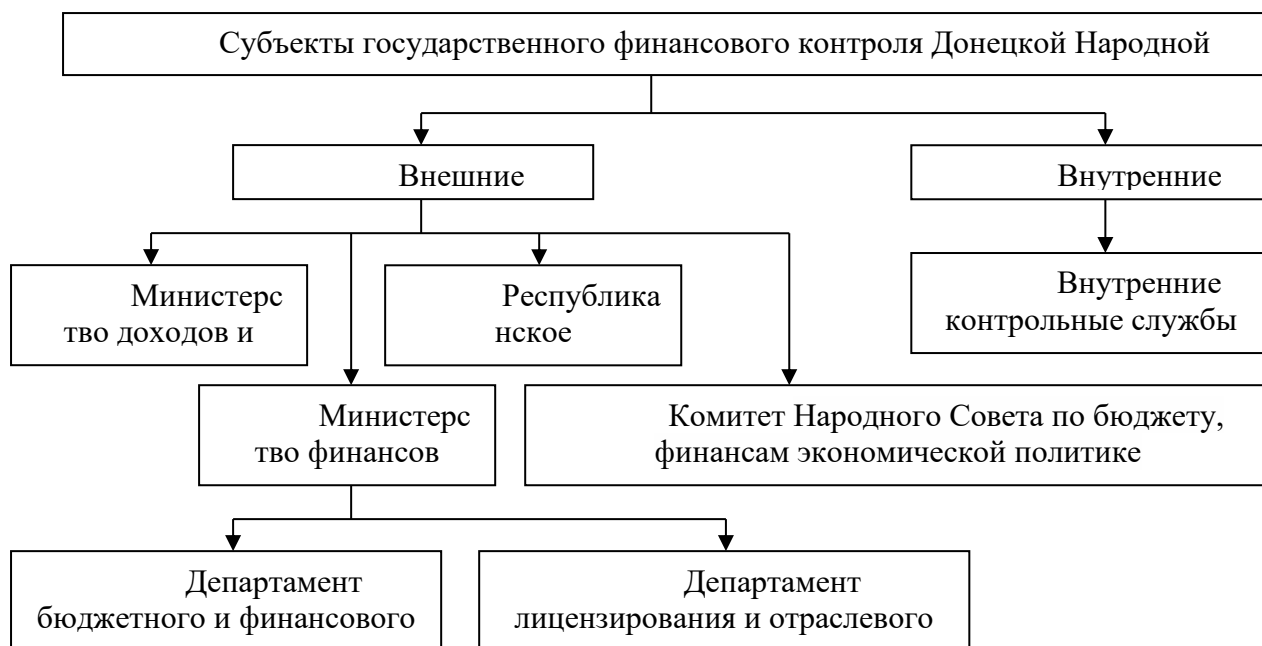 Субъекты государственного финансового контроля Донецкой Народной
Внешние
Внутренние
Министерс
тво доходов и
Республика
нское
Внутренние
контрольные службы
Министерс
тво финансов
Комитет Народного Совета по бюджету,
финансам экономической политике
Департамент
бюджетного и финансового
Департамент
лицензирования и отраслевого